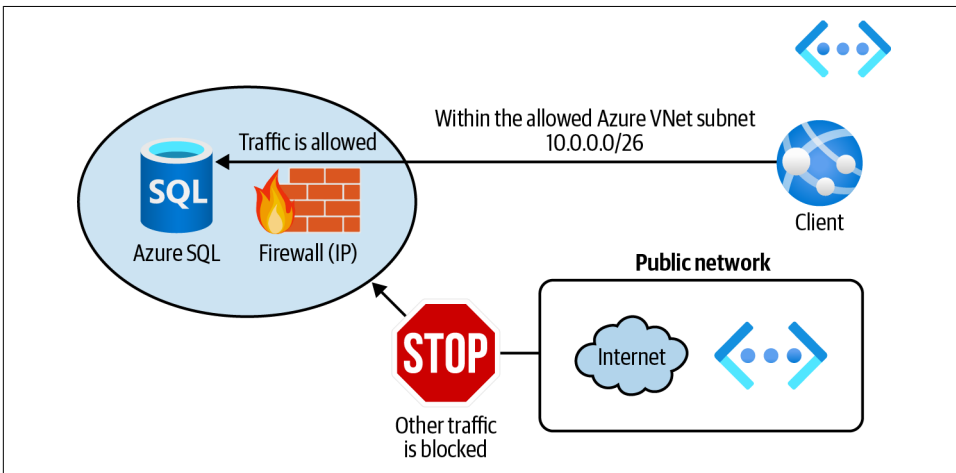 Within the allowed Azure VNet subnet
10.0.0.0/26
Traffic is allowed
SQL
Azure SQL
Firewall (IP)
Client
Public network
Internet
STOP
Other traffic
is blocked